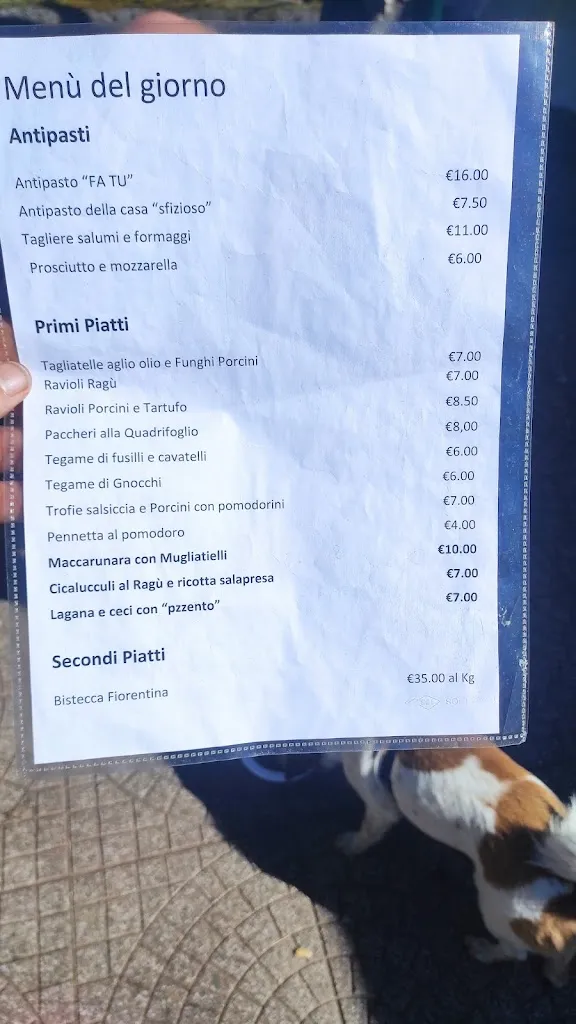 Menù del giorno
Antipasti
Antipasto “FA TU” €16.00
Antipasto della casa “sfizioso” €7.50
Tagliere salumi e formaggi €11.00
Prosciutto e mozzarella €6.00
Primi Piatti
Tagliatelle aglio olio e Funghi Porcini €7.00
Ravioli Ragù €7.00
Ravioli Porcini e Tartufo €8.50
Paccheri alla Quadrifoglio €8,00
Tegame di fusilli e cavatelli €6.00
Tegame di Gnocchi €6.00
Trofie salsiccia e Porcini con pomodorini €7.00
Pennetta al pomodoro €4.00
Maccarunara con Mugliatielli €10.00
Cicalucculi al Ragù e ricotta salapresa €7.00
Lagana e ceci con “pzzento” €7.00
Secondi Piatti
Bistecca Fiorentina €35.00 al Kg